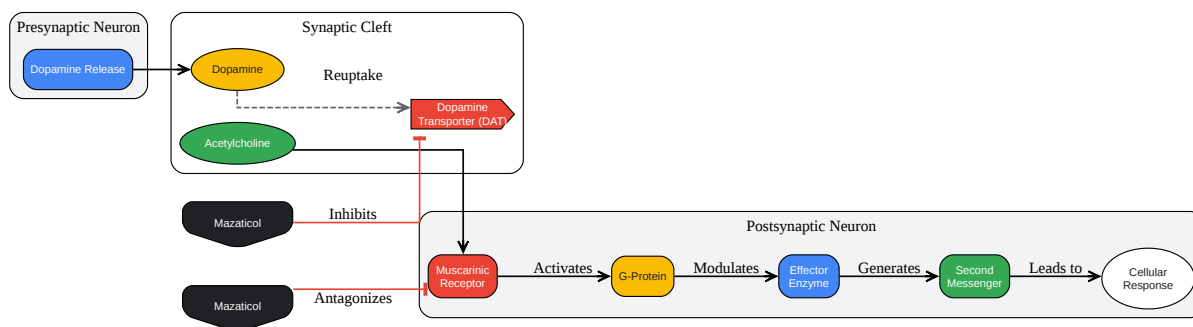 Presynaptic Neuron
Synaptic Cleft
Dopamine Release
Dopamine
Reuptake
Dopamine
Transporter (DAT)
Acetylcholine
Mazaticol
Inhibits
Postsynaptic Neuron
Muscarinic
Receptor
Activates
G-Protein
Modulates
Effector
Enzyme
Generates
Second
Messenger
Leads to
Cellular
Response
Mazaticol
Antagonizes